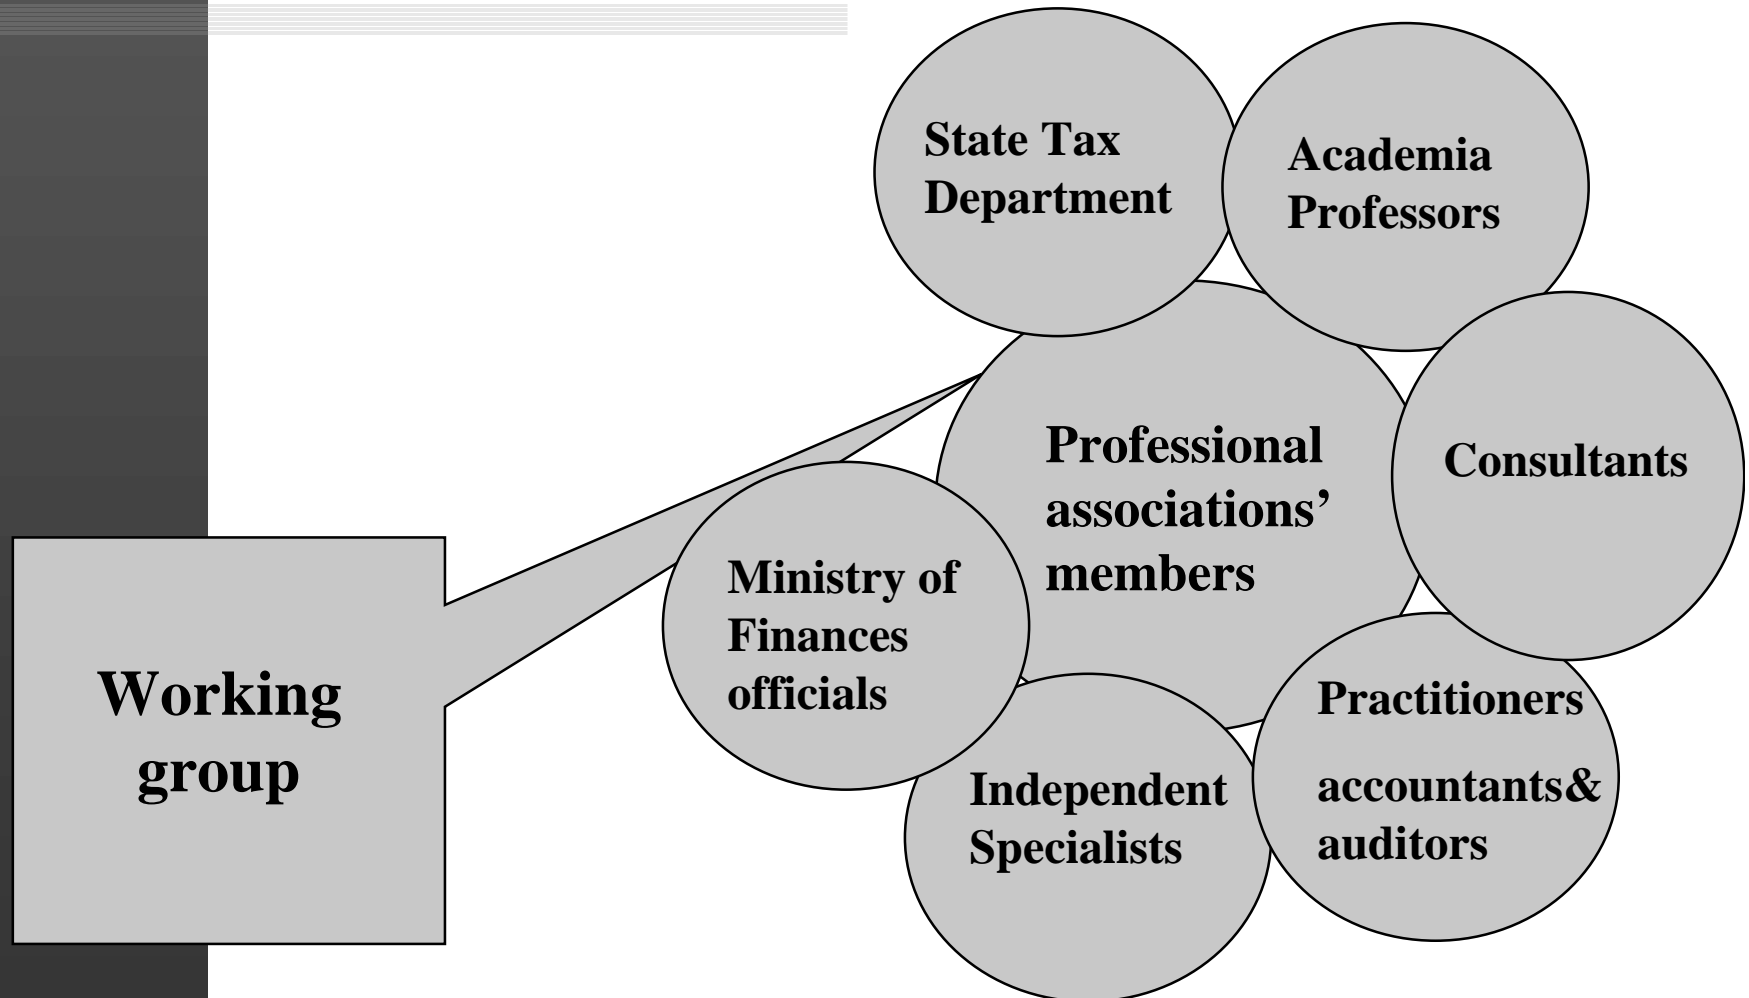 State Tax
Department
Academia
Professors
Professional
associations’
members
Consultants
Ministry of
Finances
officials
Working
group
Independent
Specialists
Practitioners
accountants&
auditors